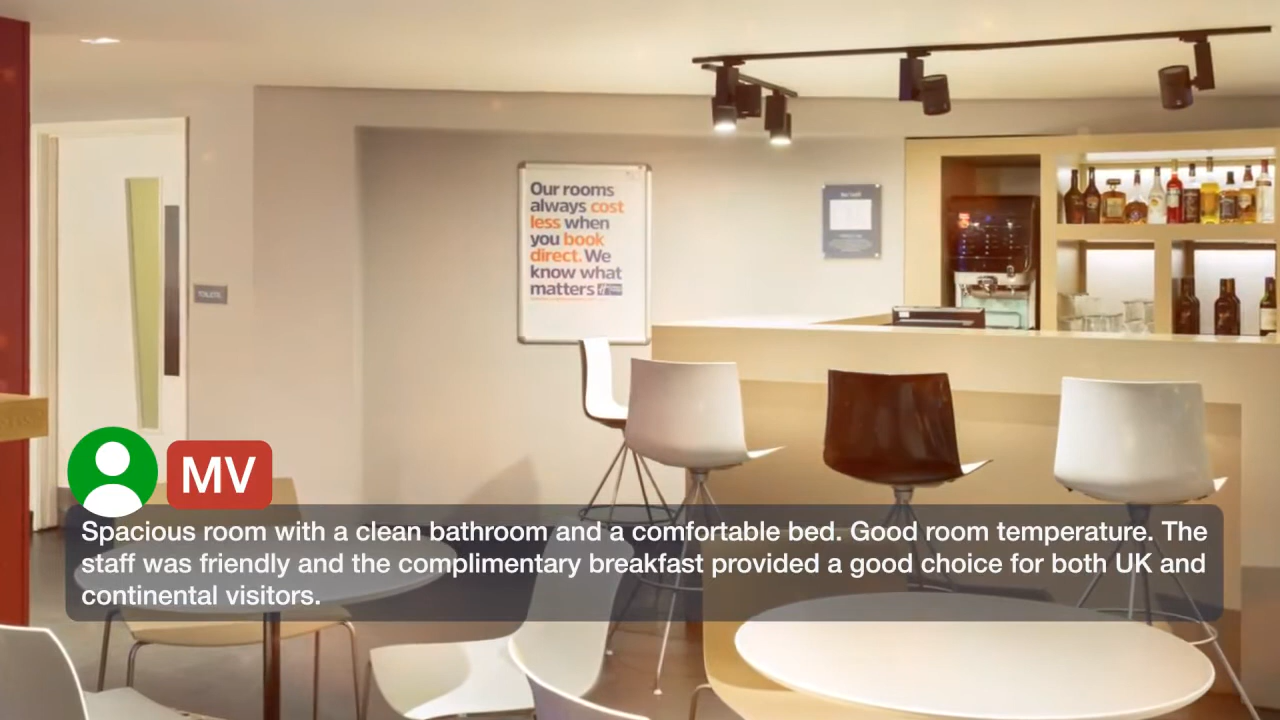 Our rooms
always cost
less when
you book
direct. We
know what
matters
TOILETS
MV
Spacious room with a clean bathroom and a comfortable bed. Good room temperature. The
staff was friendly and the complimentary breakfast provided a good choice for both UK and
continental visitors.